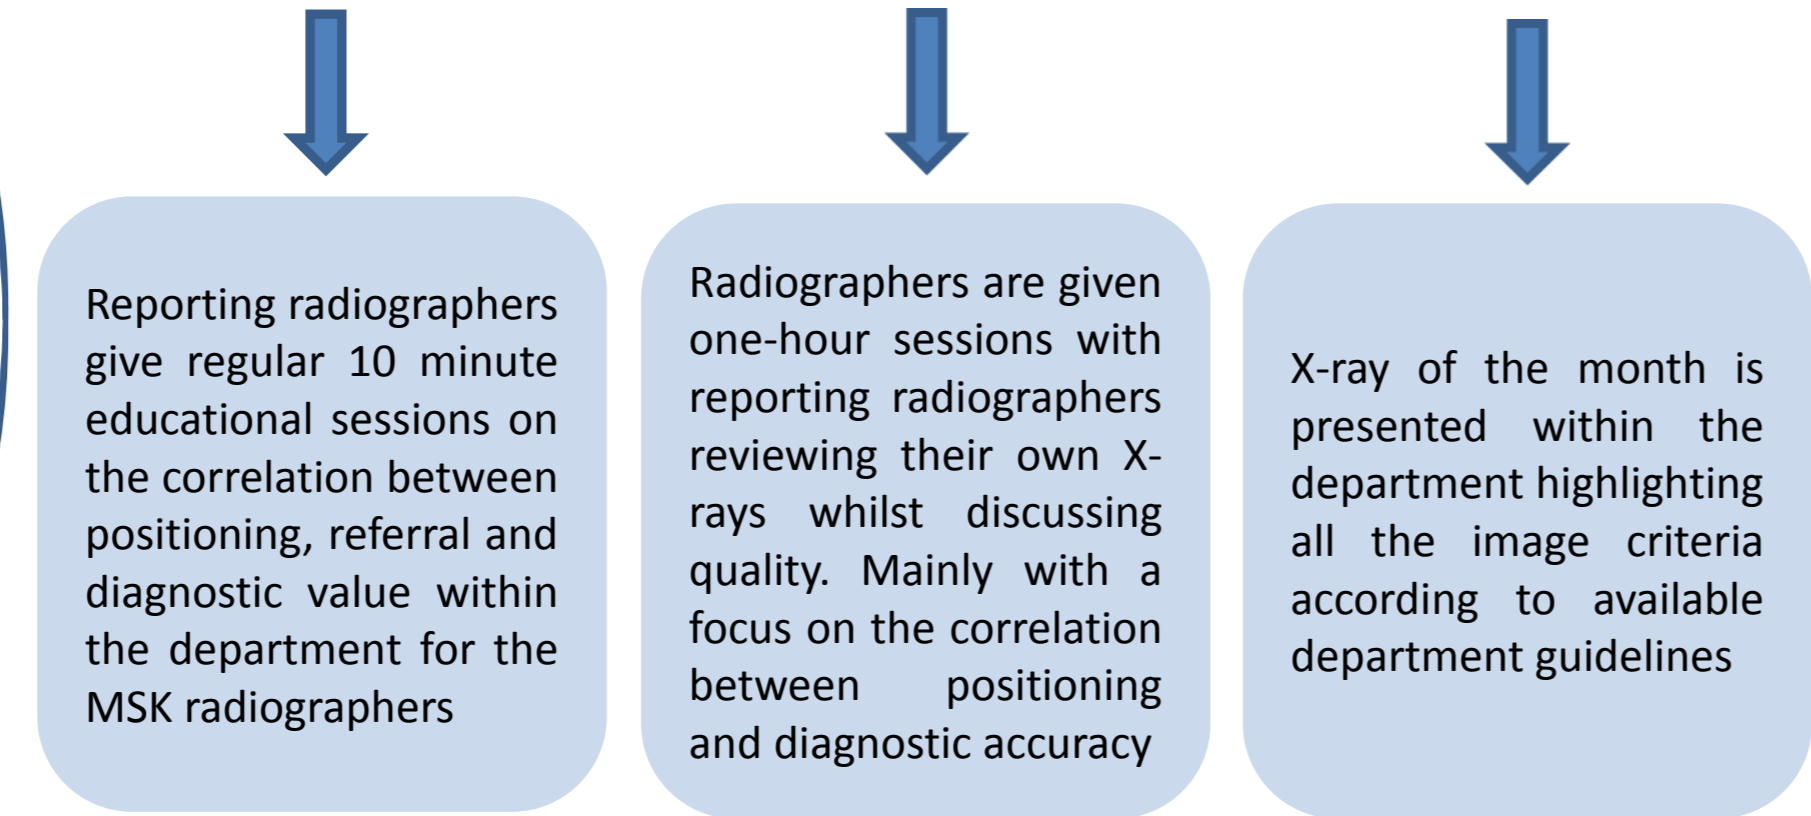 Reporting radiographers
give regular 10 minute
educational sessions on
the correlation between
positioning, referral and
diagnostic value within
the department for the
MSK radiographers
Radiographers are given
one-hour sessions with
reporting radiographers
reviewing their own X-
rays whilst discussing
quality. Mainly with a
focus on the correlation
between positioning
and diagnostic accuracy
X-ray of the month is
presented within the
department highlighting
all the image criteria
according to available
department guidelines